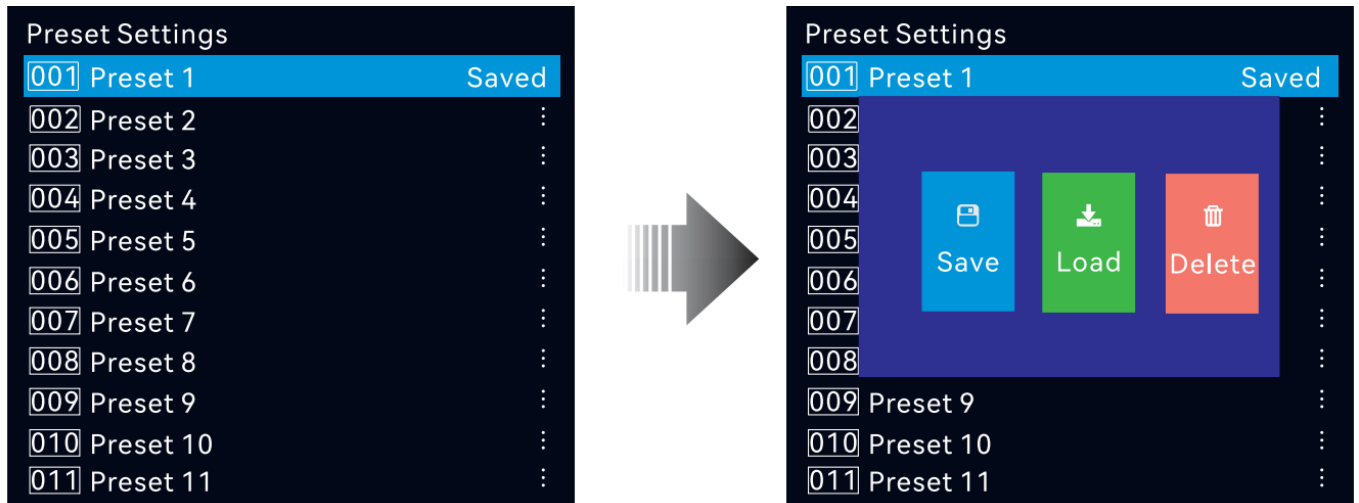 Preset Settings
001 Preset 1 Saved
002 Preset 2
003 Preset 3
004 Preset 4
005 Preset 5
006 Preset 6
007 Preset 7
008 Preset 8
009 Preset 9
010 Preset 10
011 Preset 11
Preset Settings
001 Preset 1 Saved
002
003
004
005
006
007
008
Save Load Delete
009 Preset 9
010 Preset 10
011 Preset 11